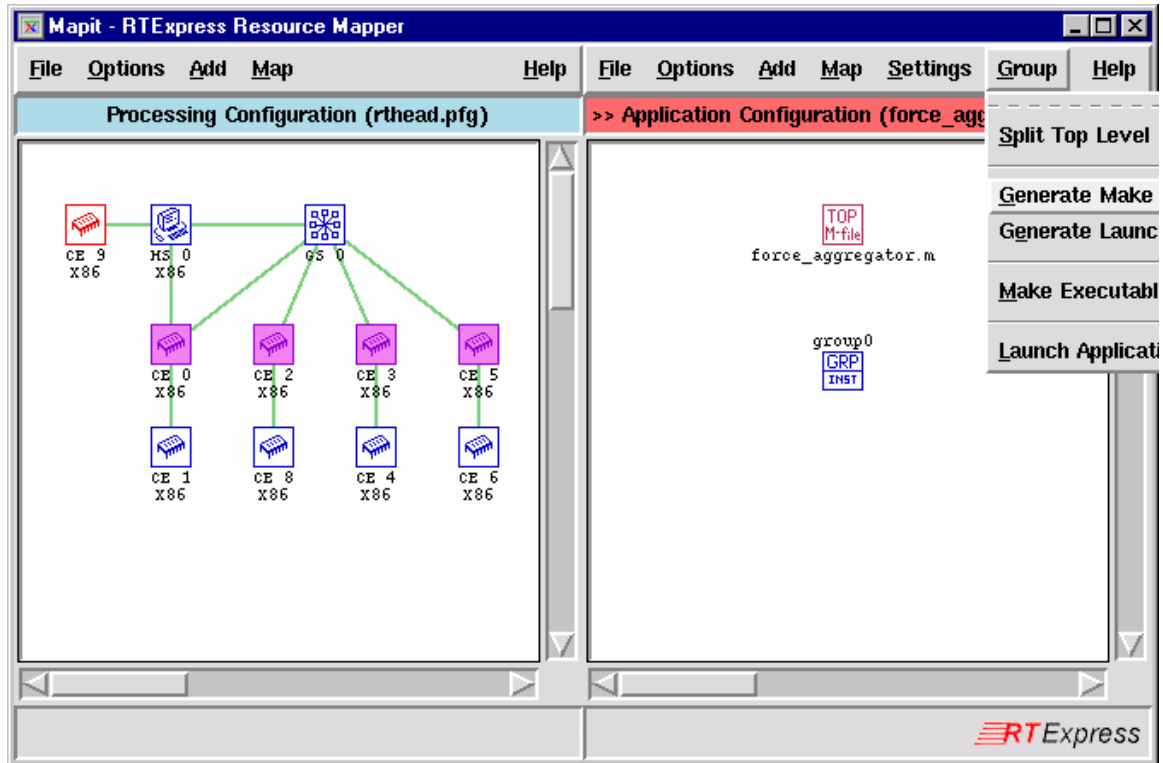 Mapit - RTExpress Resource Mapper
File Options Add Map Help
File Options Add Map Settings Group Help
Processing Configuration (rthead.pfg)
>> Application Configuration (force_agg
Split Top Level
Generate Make
Generate Launc
Make Executabl
Launch Applicati
CE 9
X86
HS 0
X86
GS 0
CE 0
X86
CE 2
X86
CE 3
X86
CE 5
X86
CE 1
X86
CE 8
X86
CE 4
X86
CE 6
X86
TOP
M-file
force_aggregator.m
group0
GRP
INST
RTExpress